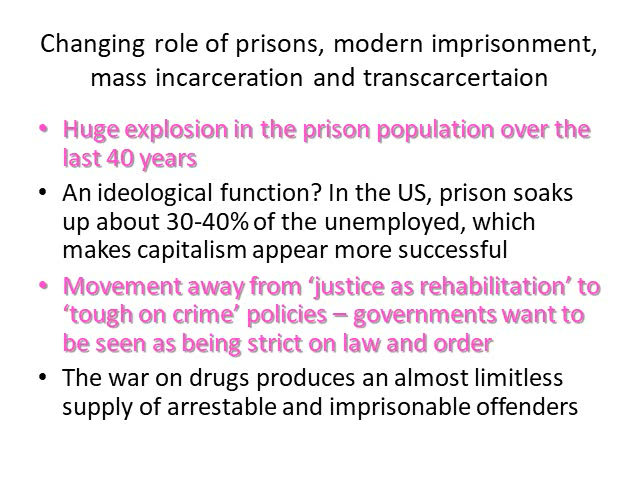 Changing role of prisons, modern imprisonment,
mass incarceration and transcarcertaion
• Huge explosion in the prison population over the
last 40 years
• An ideological function? In the US, prison soaks
up about 30-40% of the unemployed, which
makes capitalism appear more successful
• Movement away from ‘justice as rehabilitation’ to
‘tough on crime’ policies – governments want to
be seen as being strict on law and order
• The war on drugs produces an almost limitless
supply of arrestable and imprisonable offenders